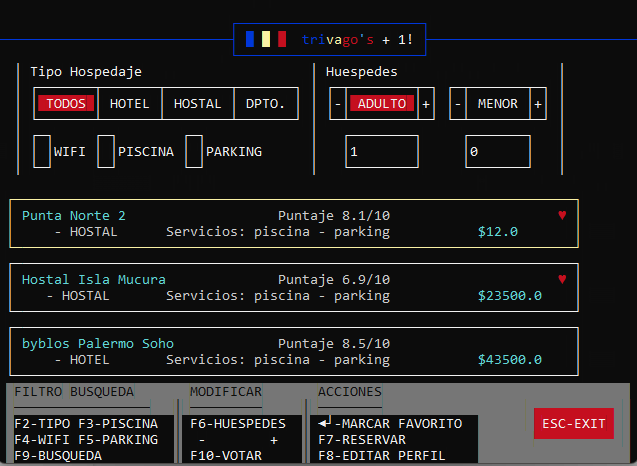 trivago's + 1!
Tipo Hospedaje
Huespedes
TODOS HOTEL HOSTAL DPTO.
- ADULTO + - MENOR +
WIFI PISCINA PARKING
1 0
Punta Norte 2 Puntaje 8.1/10 ♥
- HOSTAL Servicios: piscina - parking $12.0
Hostal Isla Mucura Puntaje 6.9/10 ♥
- HOSTAL Servicios: piscina - parking $23500.0
byblos Palermo Soho Puntaje 8.5/10
- HOTEL Servicios: piscina - parking $43500.0
FILTRO BUSQUEDA
F2-TIPO F3-PISCINA
F4-WIFI F5-PARKING
F9-BUSQUEDA
MODIFICAR
F6-HUESPEDES
- +
F10-VOTAR
ACCIONES
◄┘-MARCAR FAVORITO
F7-RESERVAR
F8-EDITAR PERFIL
ESC-EXIT